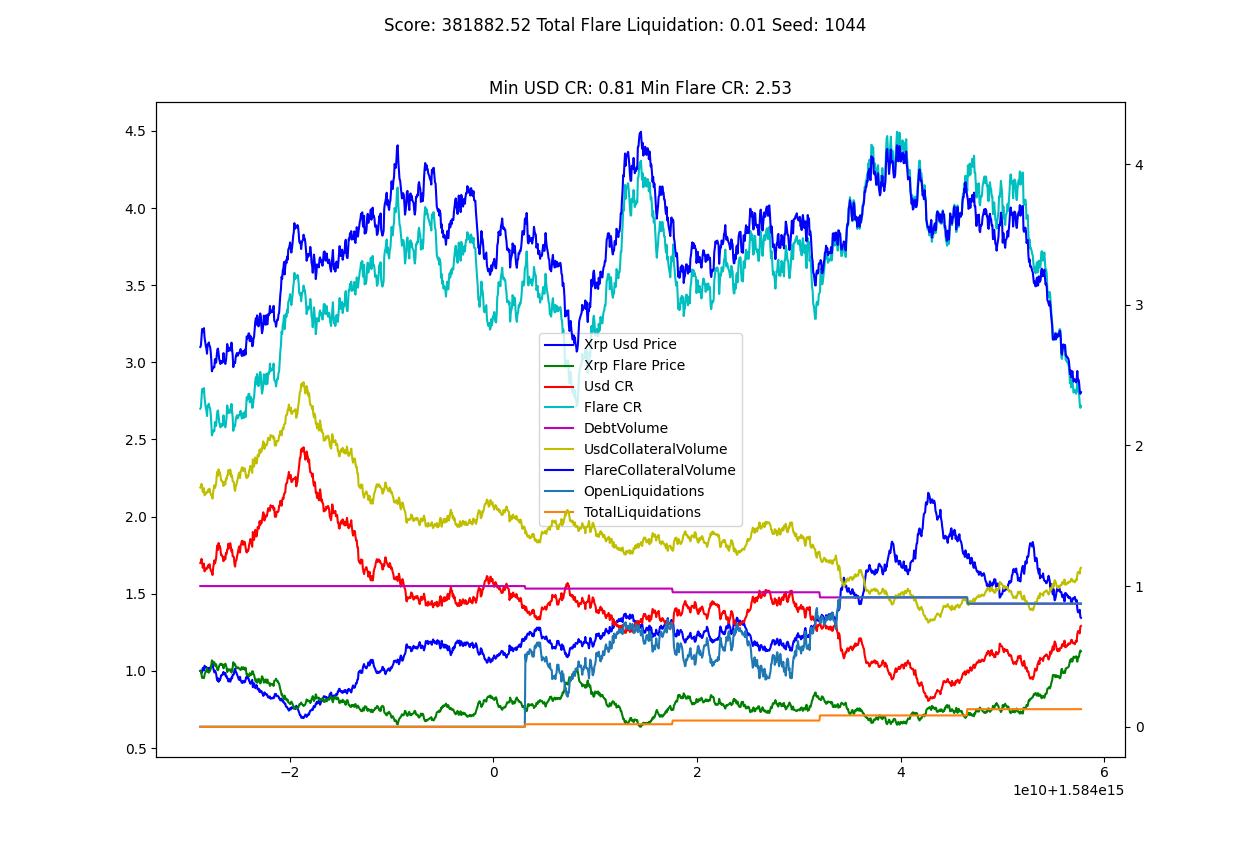 Score: 381882.52 Total Flare Liquidation: 0.01 Seed: 1044
Min USD CR: 0.81 Min Flare CR: 2.53
4.5
4.0
3.5
3.0
2.5
2.0
1.5
1.0
0.5
4
3
2
1
0
Xrp Usd Price
Xrp Flare Price
Usd CR
Flare CR
DebtVolume
UsdCollateralVolume
FlareCollateralVolume
OpenLiquidations
TotalLiquidations
−2 0 2 4 6
1e10+1.584e15